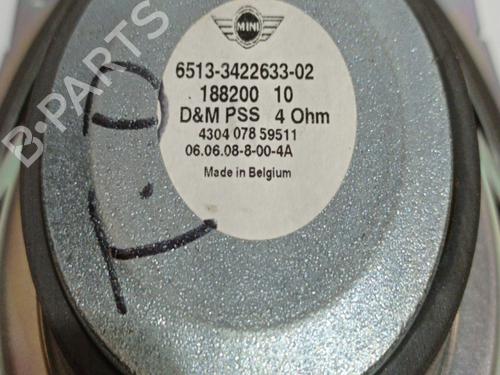 MINI
6513-3422633-02
188200 10
D&M PSS 4 Ohm
4304 078 59511
06.06.08-8-00-4A
Made in Belgium
B-PARTS